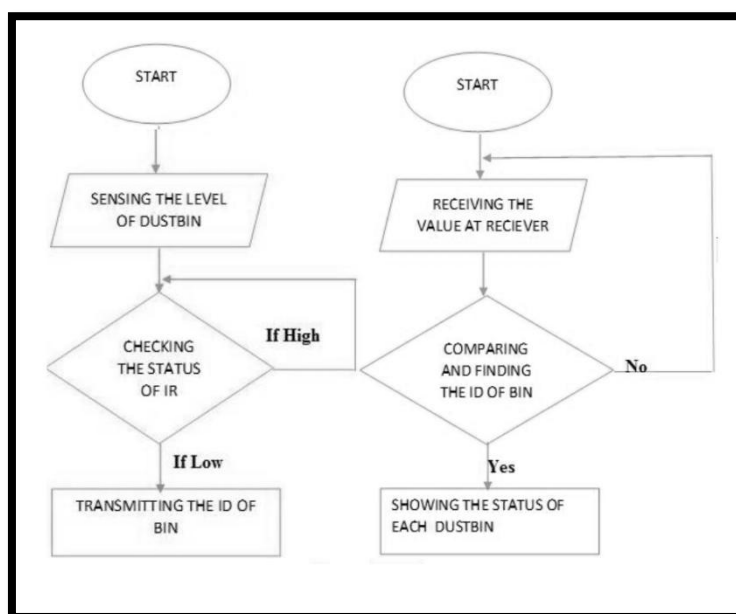 START
SENSING THE LEVEL
OF DUSTBIN
If High
CHECKING
THE STATUS
OF IR
If Low
TRANSMITTING THE ID OF
BIN
START
RECEIVING THE
VALUE AT RECIEVER
COMPARING
AND FINDING
THE ID OF BIN
No
Yes
SHOWING THE STATUS OF
EACH DUSTBIN